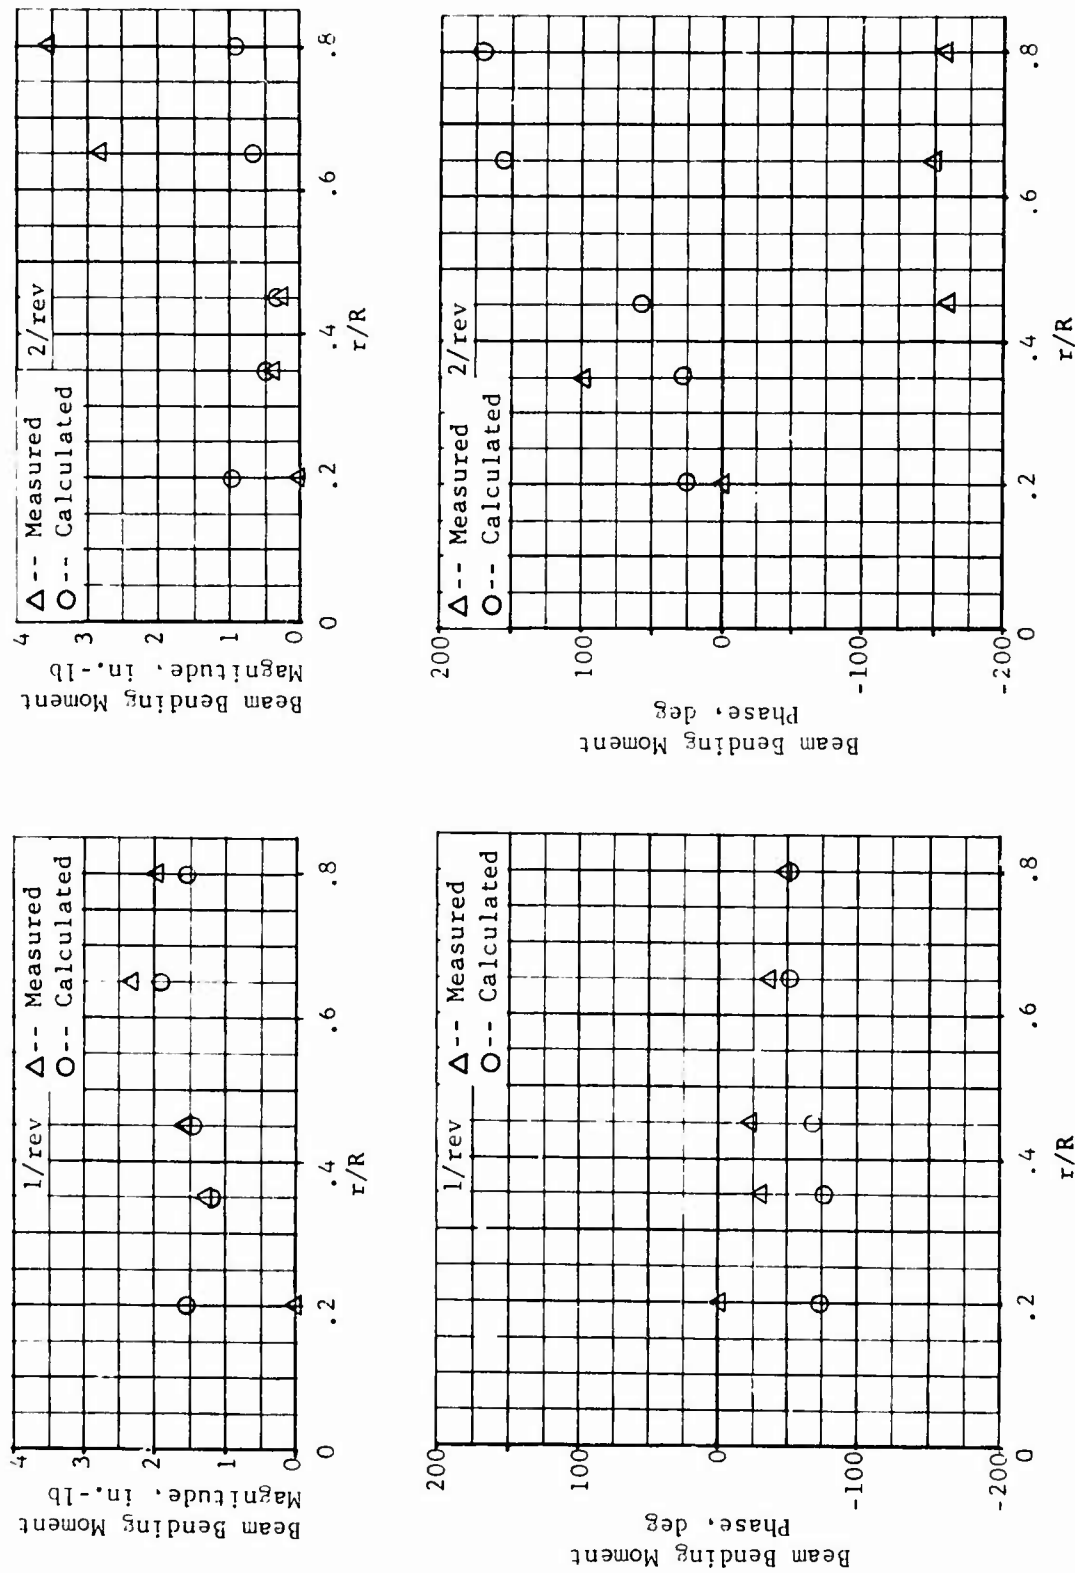 Beam Bending Moment
Magnitude, in.-lb
4
3
2
1
0
1/rev
Δ-- Measured
O-- Calculated
0
.2
.4
.6
.8
r/R
Beam Bending Moment
Magnitude, in.-lb
4
3
2
1
0
2/rev
Δ-- Measured
O-- Calculated
0
.2
.4
.6
.8
r/R
Beam Bending Moment
Phase, deg
200
100
0
-100
-200
1/rev
Δ-- Measured
O-- Calculated
0
.2
.4
.6
.8
r/R
Beam Bending Moment
Phase, deg
200
100
0
-100
-200
2/rev
Δ-- Measured
O-- Calculated
0
.2
.4
.6
.8
r/R